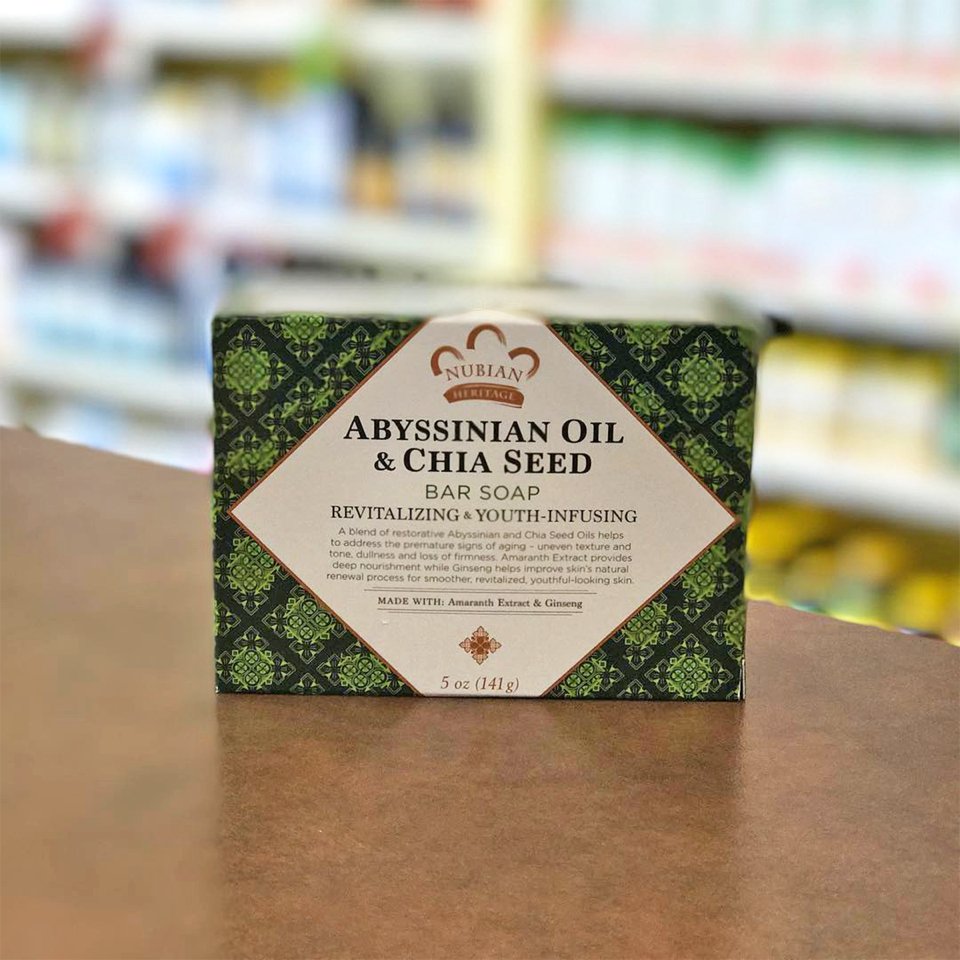 NUBIAN
HERITAGE
ABYSSINIAN OIL
& CHIA SEED
BAR SOAP
REVITALIZING & YOUTH-INFUSING
A blend of restorative Abyssinian and Chia Seed Oils helps
to address the premature signs of aging – uneven texture and
tone, dullness and loss of firmness. Amaranth Extract provides
deep nourishment while Ginseng helps improve skin's natural
renewal process for smoother, revitalized, youthful-looking skin.
MADE WITH: Amaranth Extract & Ginseng
5 oz (141g)